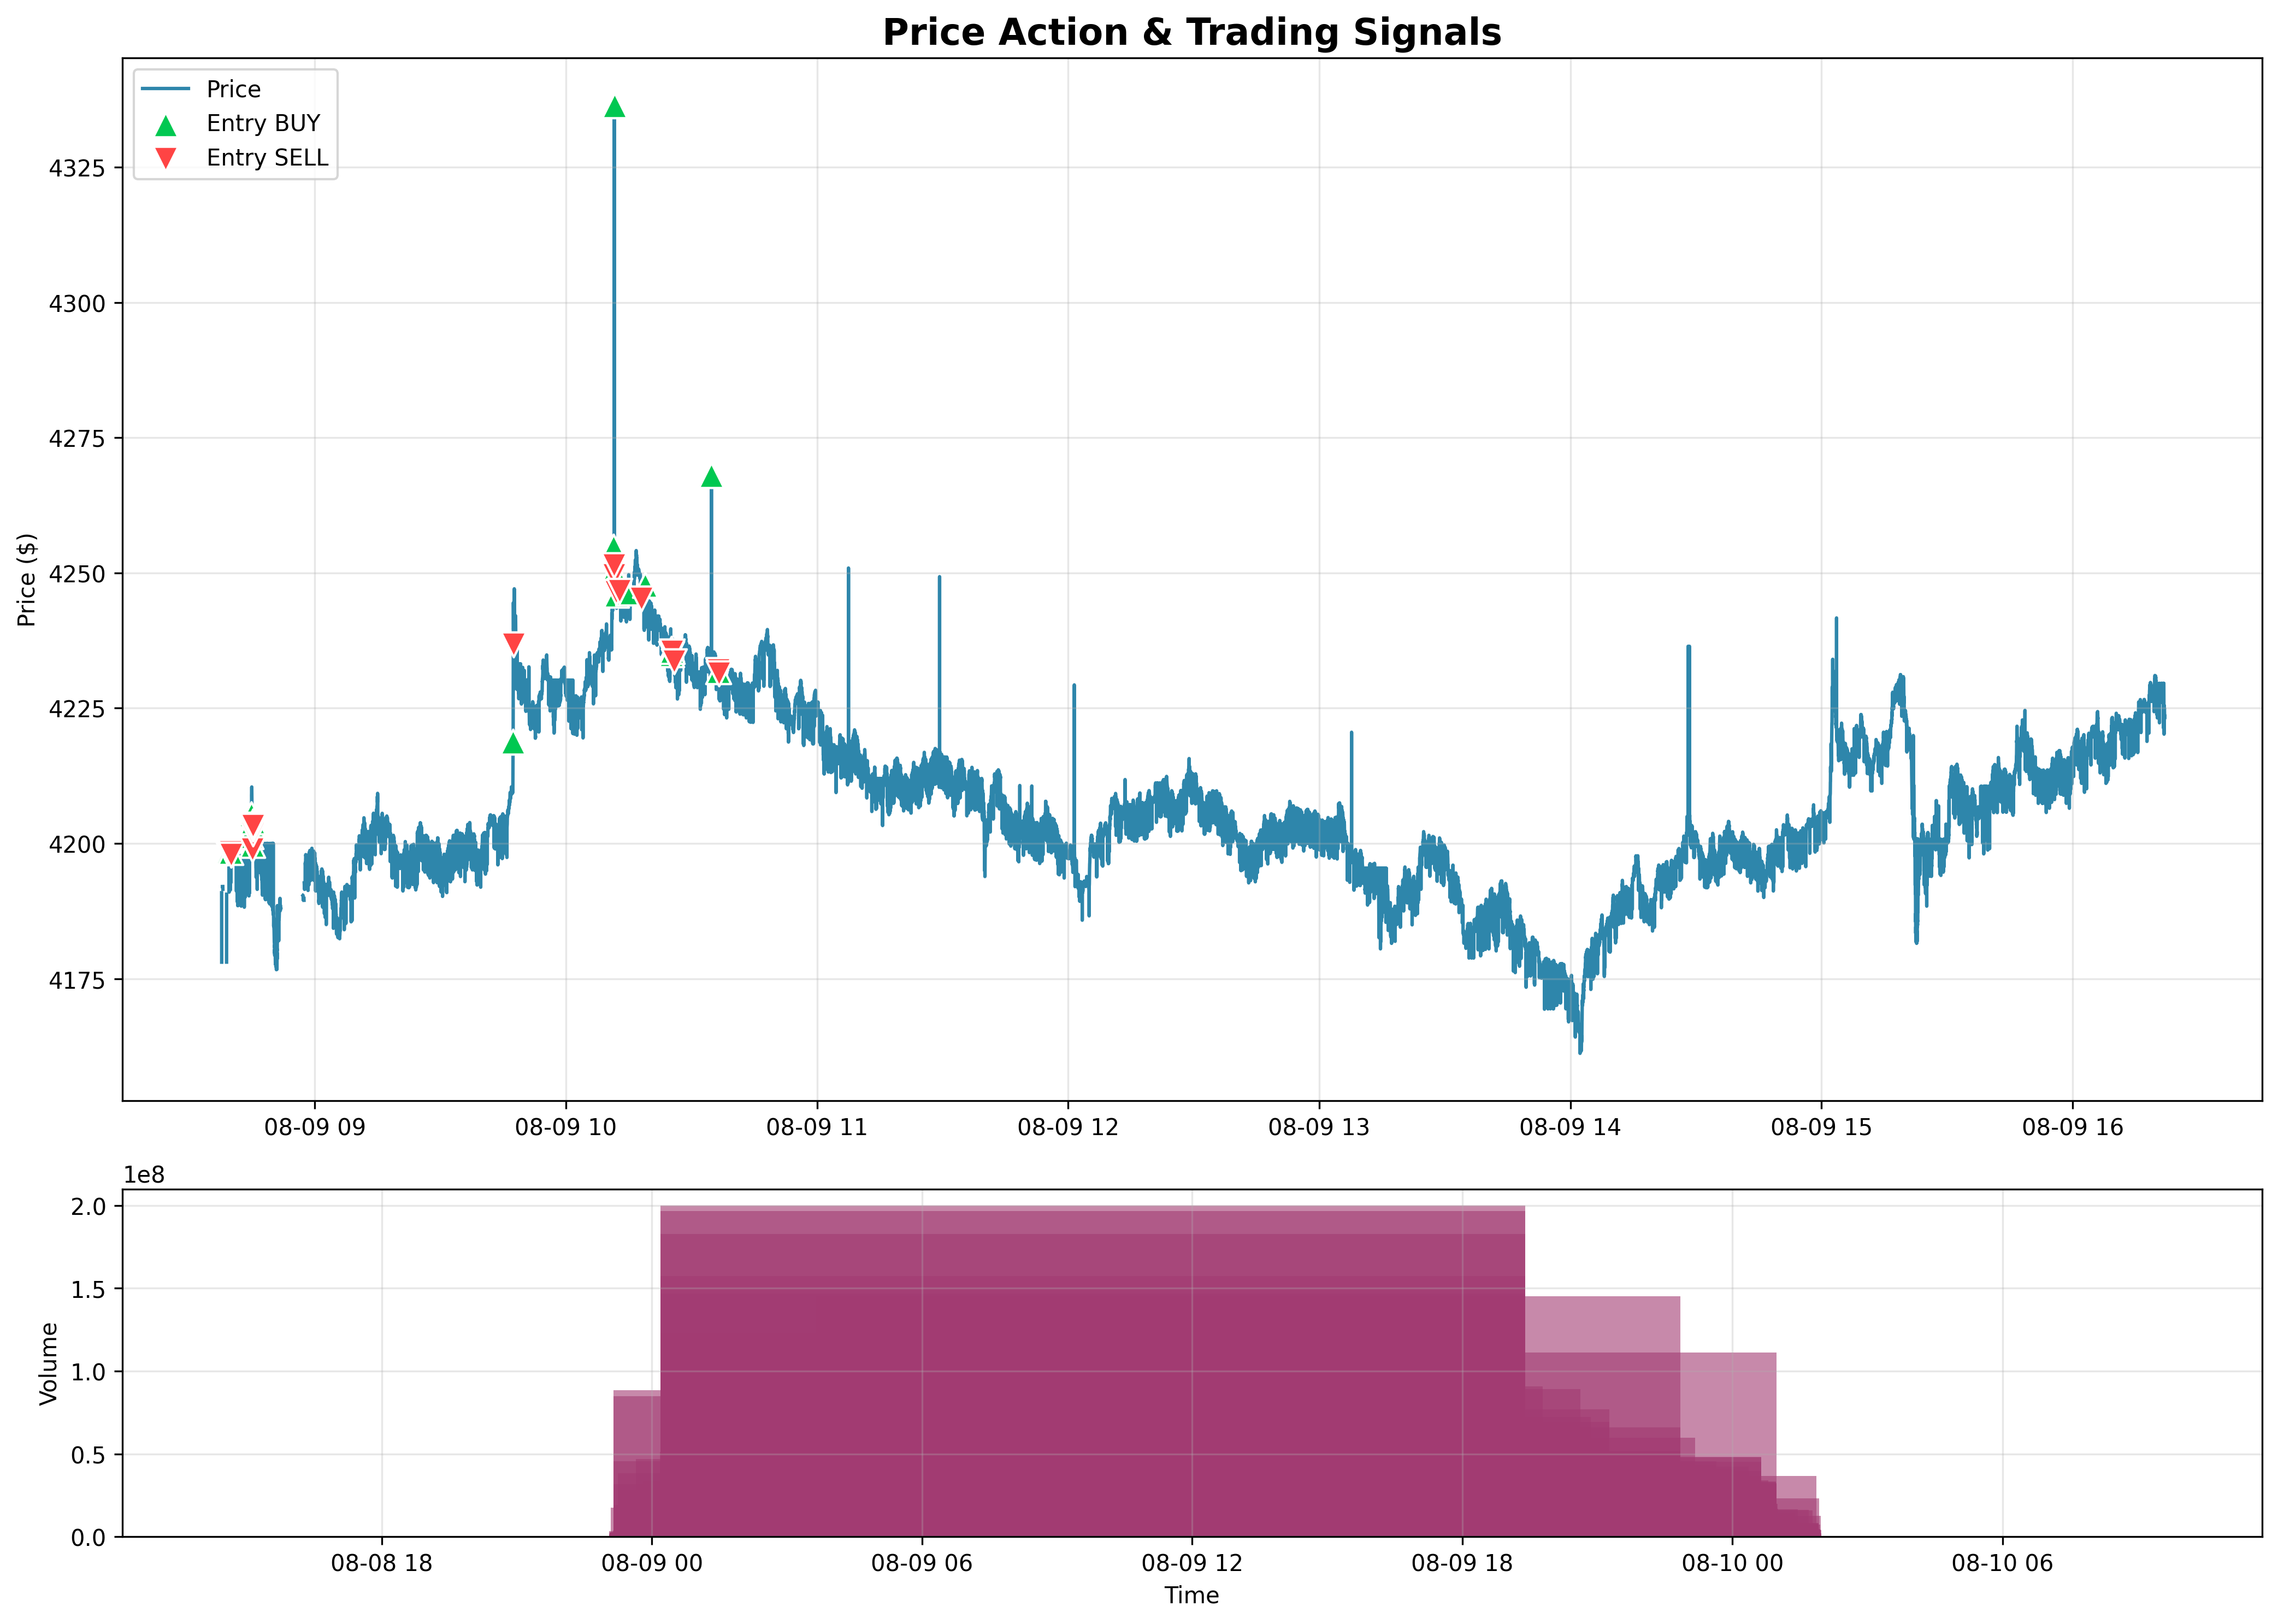 Price Action & Trading Signals
Price
Entry BUY
Entry SELL
Price ($)
4325
4300
4275
4250
4225
4200
4175
08-09 09 08-09 10 08-09 11 08-09 12 08-09 13 08-09 14 08-09 15 08-09 16
1e8
Volume
2.0
1.5
1.0
0.5
0.0
08-08 18 08-09 00 08-09 06 08-09 12 08-09 18 08-10 00 08-10 06
Time